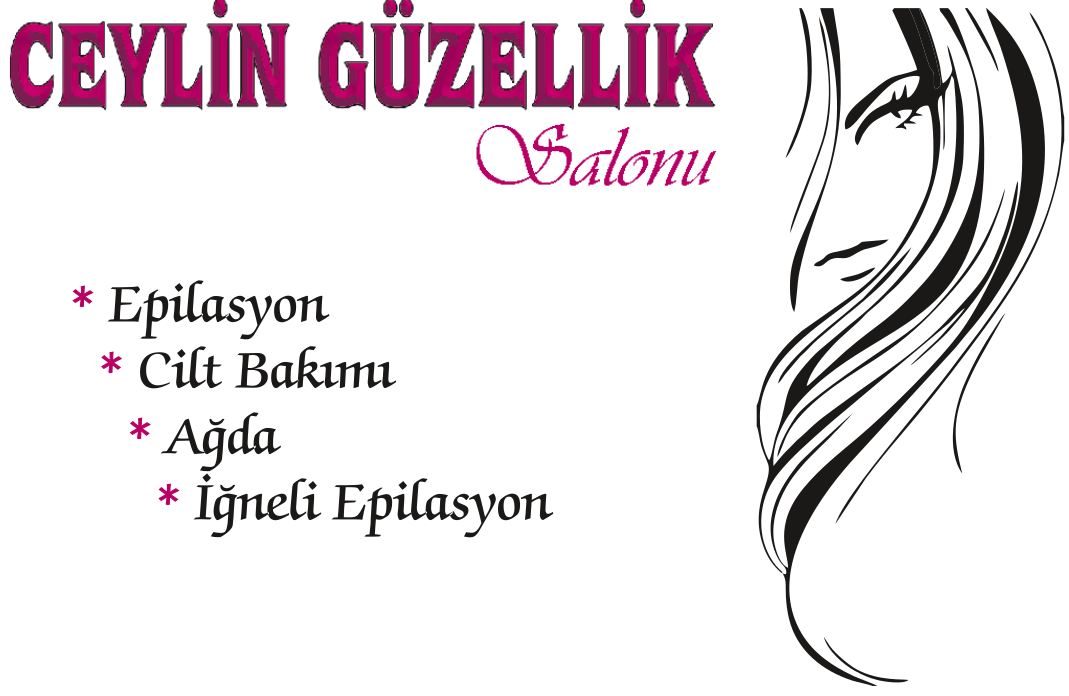 CEYLİN GÜZELLİK
Salonu
* Epilasyon
* Cilt Bakımı
* Ağda
* İğneli Epilasyon